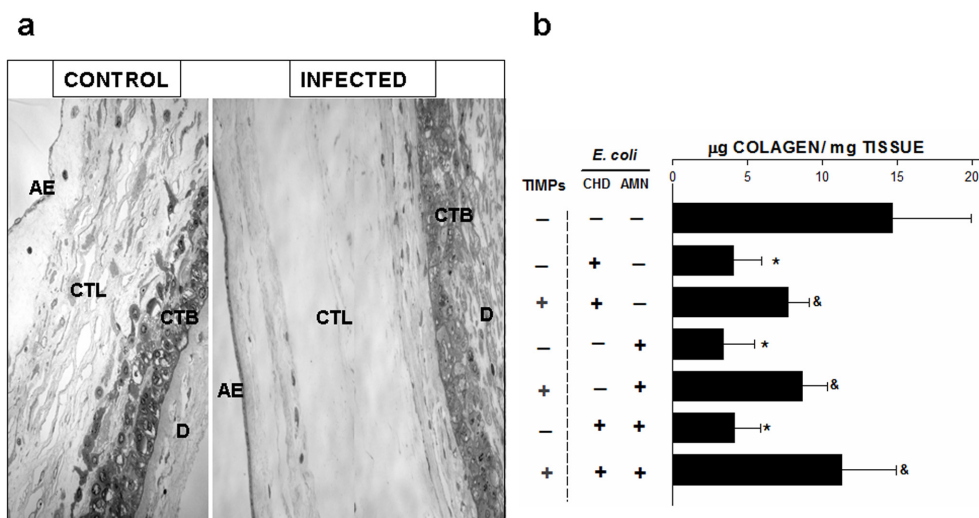 a
CONTROL
INFECTED
AE
CTL
CTB
D
AE
CTL
CTB
D
b
µg COLAGEN/ mg TISSUE
E. coli
TIMPs CHD AMN
0 5 10 15 20
– – –
– + – *
+ + – &
– – + *
+ – + &
– + + *
+ + + &